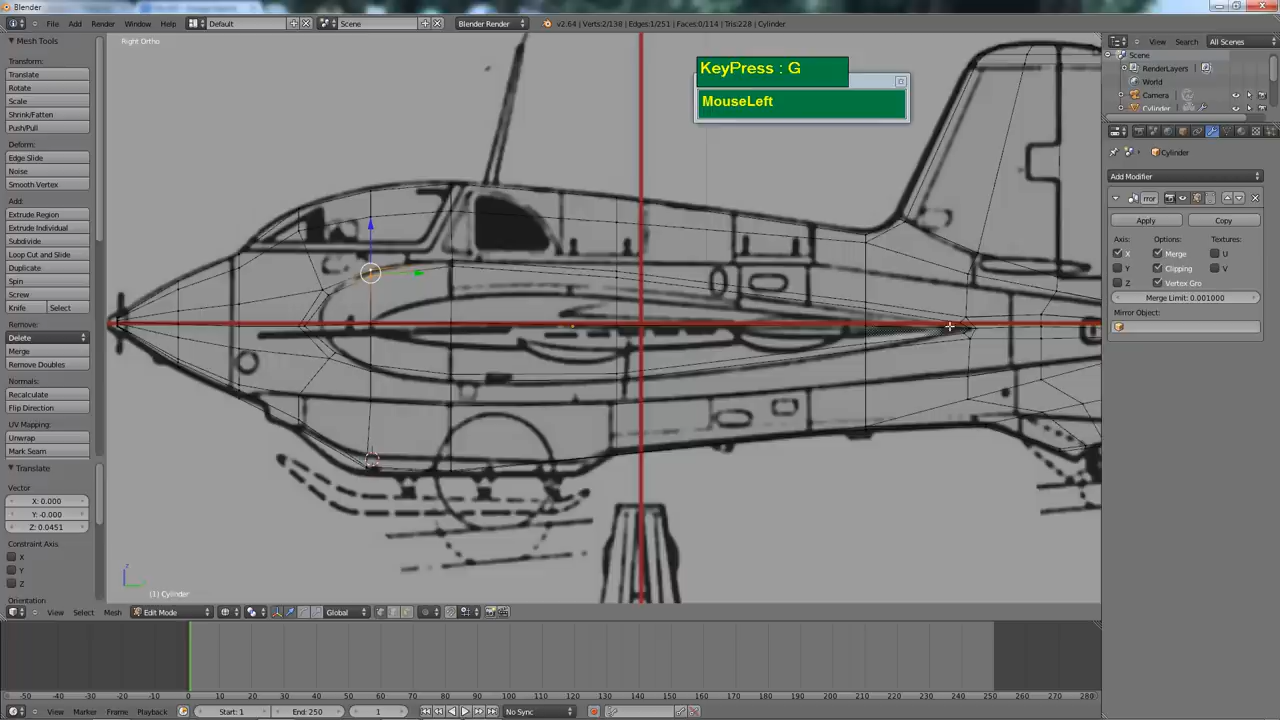 Blender
File Add Render Window Help Default Scene Blender Render v2.64 | Verts:2/138 | Edges:1/251 | Faces:0/114 | Tris:228 | Cylinder
Mesh Tools
Transform:
Translate
Rotate
Scale
Shrink/Fatten
Push/Pull
Deform:
Edge Slide
Noise
Smooth Vertex
Add:
Extrude Region
Extrude Individual
Subdivide
Loop Cut and Slide
Duplicate
Spin
Screw
Knife Select
Remove:
Delete
Merge
Remove Doubles
Normals:
Recalculate
Flip Direction
UV Mapping:
Unwrap
Mark Seam
Translate
Vector
X: 0.000
Y: -0.000
Z: 0.0451
Constraint Axis
X
Y
Z
Orientation
Right Ortho
KeyPress : G
MouseLeft
z
(1) Cylinder
View Search All Scenes
Scene
RenderLayers
World
Camera
Cylinder
Cylinder
Add Modifier
rror
Apply Copy
Axis: Options: Textures:
X Merge U
Y Clipping V
Z Vertex Gro
Merge Limit: 0.001000
Mirror Object:
View Select Mesh Edit Mode Global
-50 -40 -30 -20 -10 0 10 20 30 40 50 60 70 80 90 100 110 120 130 140 150 160 170 180 190 200 210 220 230 240 250 260 270 280
View Marker Frame Playback Start: 1 End: 250 1 No Sync